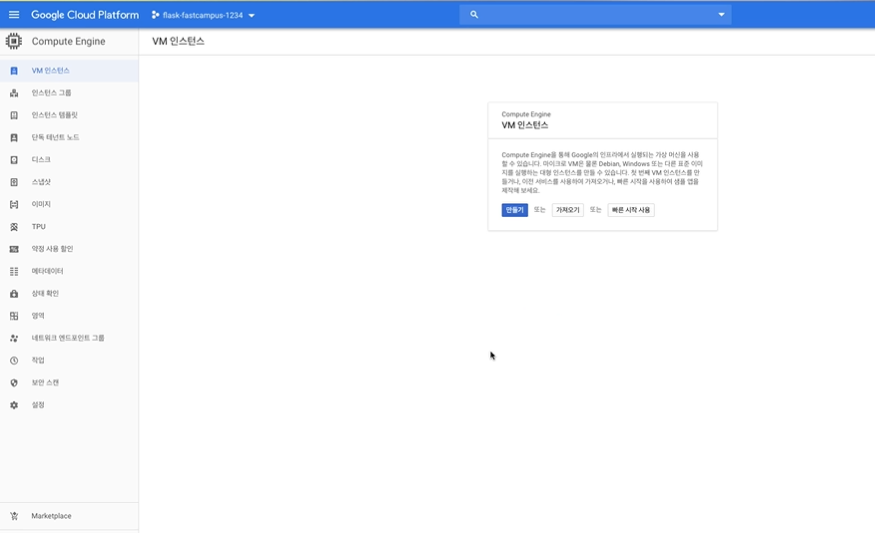 Google Cloud Platform
flask-fastcampus-1234
Compute Engine
VM 인스턴스
VM 인스턴스
인스턴스 그룹
인스턴스 템플릿
단독 테넌트 노드
디스크
스냅샷
이미지
TPU
약정 사용 할인
메타데이터
상태 확인
영역
네트워크 엔드포인트 그룹
작업
보안 스캔
설정
Marketplace
Compute Engine
VM 인스턴스
Compute Engine을 통해 Google의 인프라에서 실행되는 가상 머신을 사용
할 수 있습니다. 마이크로 VM은 물론 Debian, Windows 또는 다른 표준 이미
지를 실행하는 대형 인스턴스를 만들 수 있습니다. 첫 번째 VM 인스턴스를 만
들거나, 이전 서비스를 사용하여 가져오거나, 빠른 시작을 사용하여 샘플 앱을
제작해 보세요.
만들기 또는 가져오기 또는 빠른 시작 사용